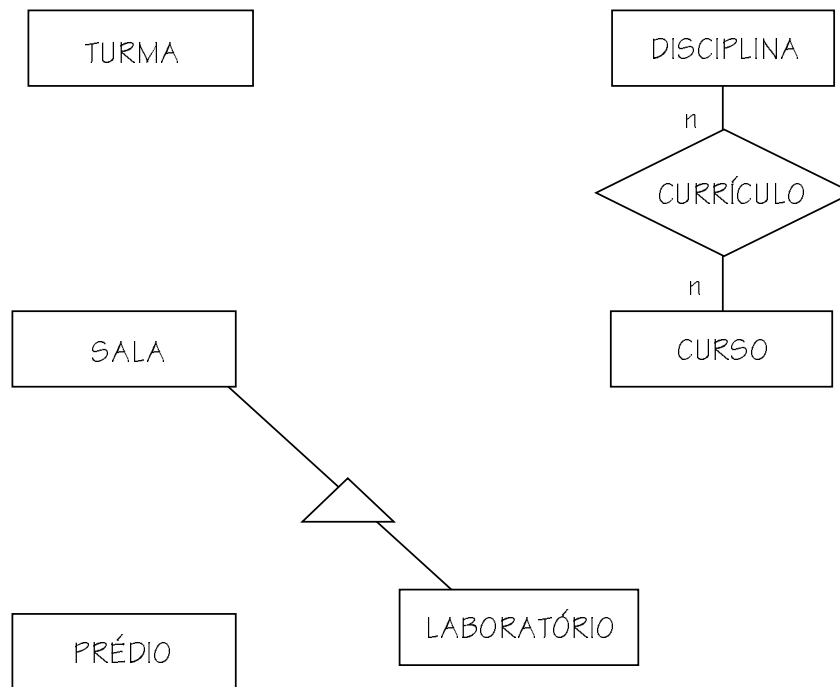 TURMA
DISCIPLINA
n
CURRÍCULO
n
SALA
CURSO
LABORATÓRIO
PRÉDIO